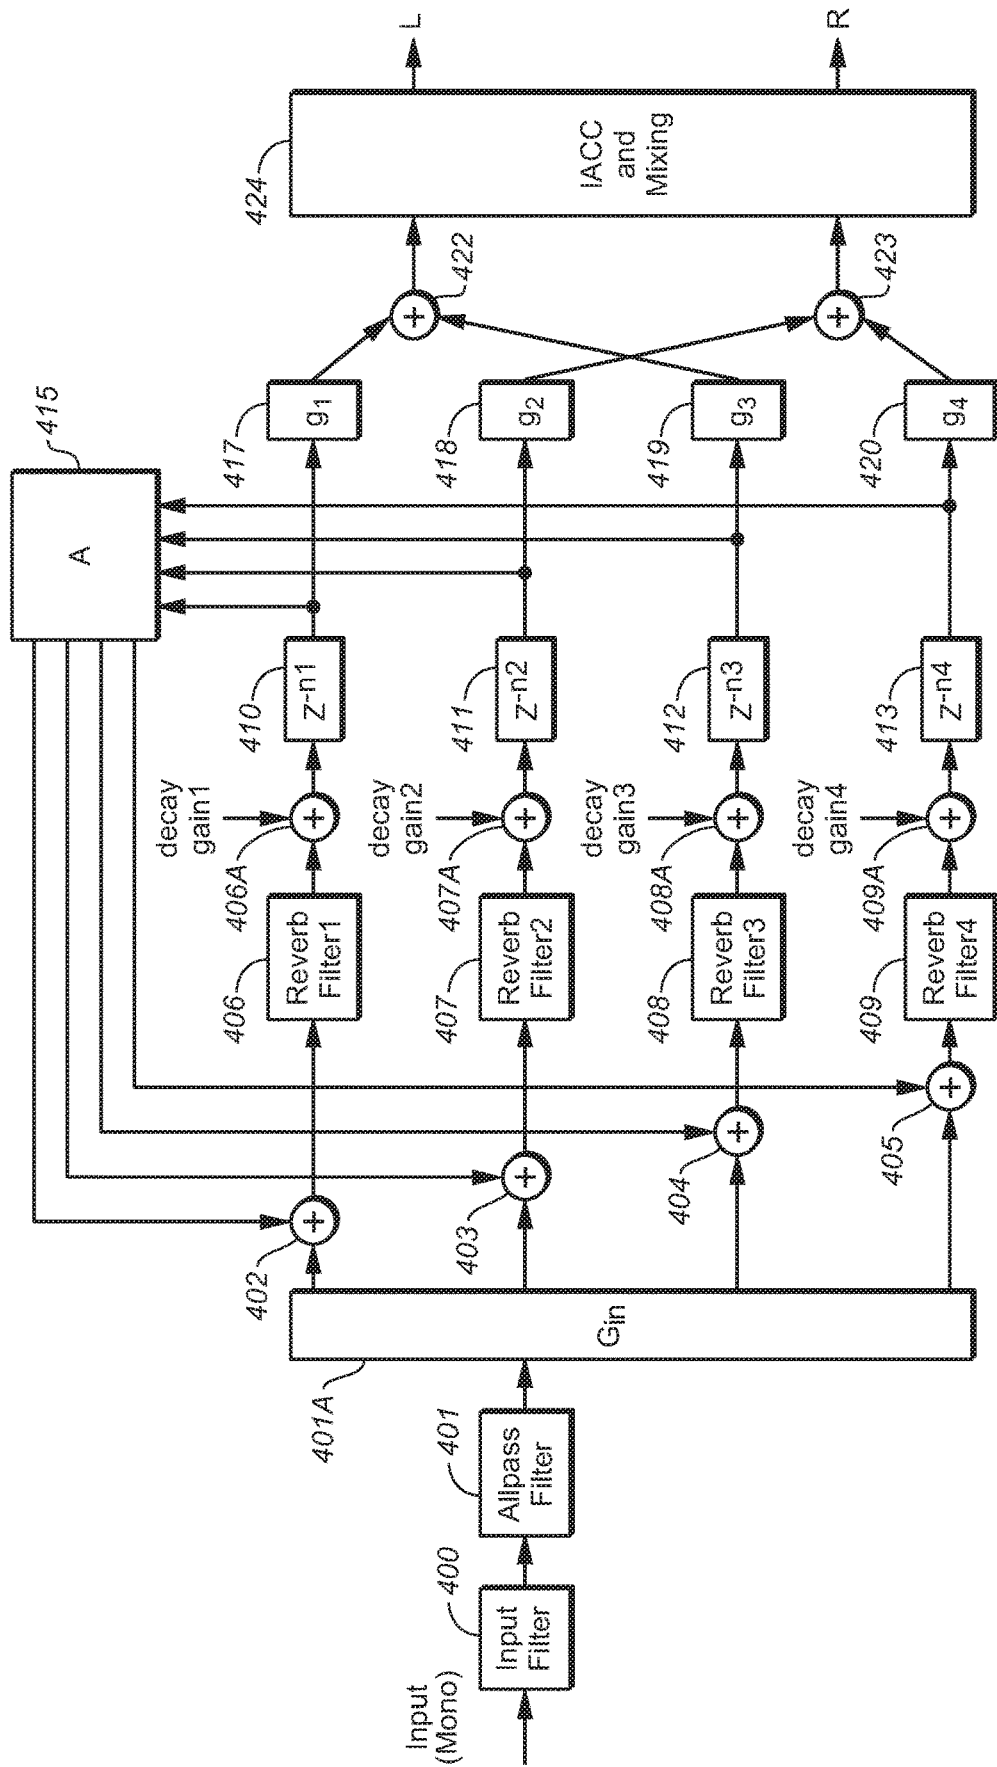 Input
(Mono)
400
Input
Filter
401
Allpass
Filter
401A
Gin
402
403
404
405
406
Reverb
Filter1
407
Reverb
Filter2
408
Reverb
Filter3
409
Reverb
Filter4
decay
gain1
406A
decay
gain2
407A
decay
gain3
408A
decay
gain4
409A
+
+
+
+
+
+
+
+
410
z-n1
411
z-n2
412
z-n3
413
z-n4
415
A
417
g1
418
g2
419
g3
420
g4
+
422
+
423
424
IACC
and
Mixing
L
R